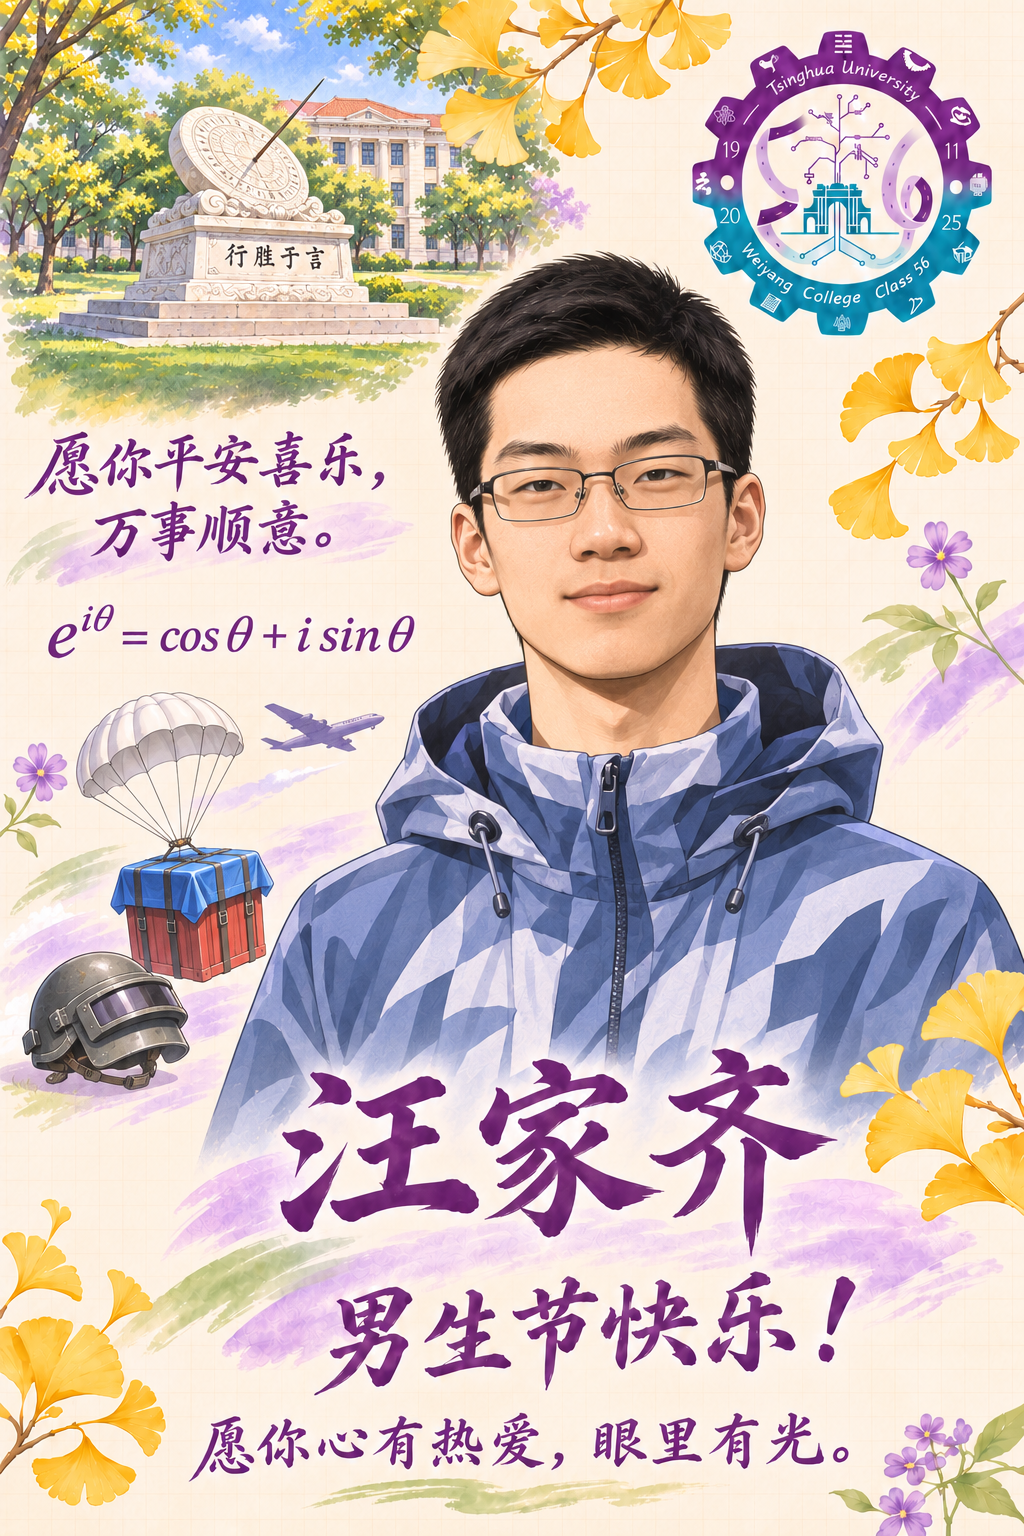 行胜于言
Tsinghua University
19 11
20 25
Weiyang College Class 56
愿你平安喜乐，
万事顺意。
e^{iθ} = cos θ + i sin θ
汪家齐
男生节快乐！
愿你心有热爱，眼里有光。